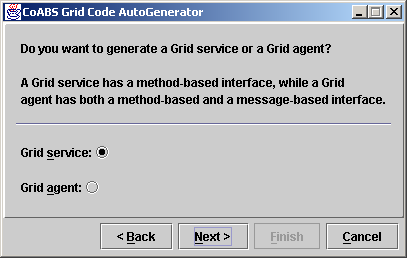 CoABS Grid Code AutoGenerator
Do you want to generate a Grid service or a Grid agent?
A Grid service has a method-based interface, while a Grid
agent has both a method-based and a message-based interface.
Grid service:
Grid agent:
< Back Next > Finish Cancel